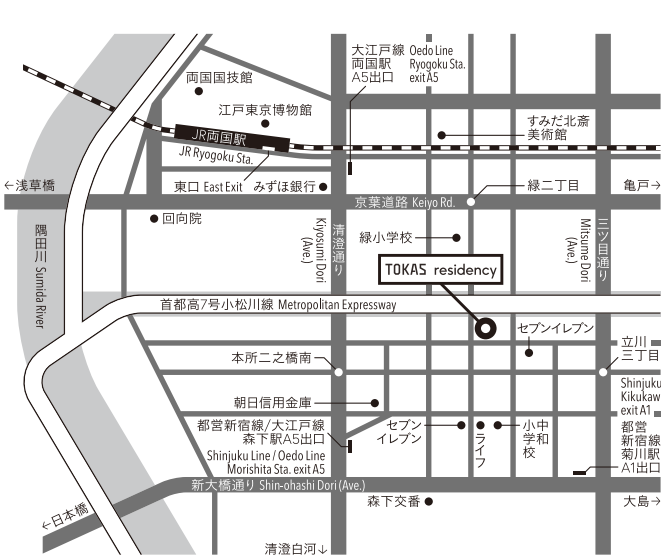 大江戸線 Oedo Line
両国駅 Ryogoku Sta.
A5出口 exit A5
両国国技館
江戸東京博物館
すみだ北斎
美術館
JR両国駅
JR Ryogoku Sta.
東口 East Exit
みずほ銀行
緑二丁目
←浅草橋
亀戸→
京葉道路 Keiyo Rd.
回向院
隅田川 Sumida River
清澄通り
Kiyosumi Dori
(Ave.)
緑小学校
三ツ目通り
Mitsume Dori
(Ave.)
TOKAS residency
首都高7号小松川線 Metropolitan Expressway
セブンイレブン
立川
三丁目
本所二之橋南
朝日信用金庫
Shinjuku
Kikukaw
exit A1
都営新宿線/大江戸線
森下駅A5出口
Shinjuku Line / Oedo Line
Morishita Sta. exit A5
セブン
イレブン
ライフ
小中
学和
校
都営
新宿線
菊川駅
A1出口
新大橋通り Shin-ohashi Dori (Ave.)
←日本橋
森下交番
大島→
清澄白河↓